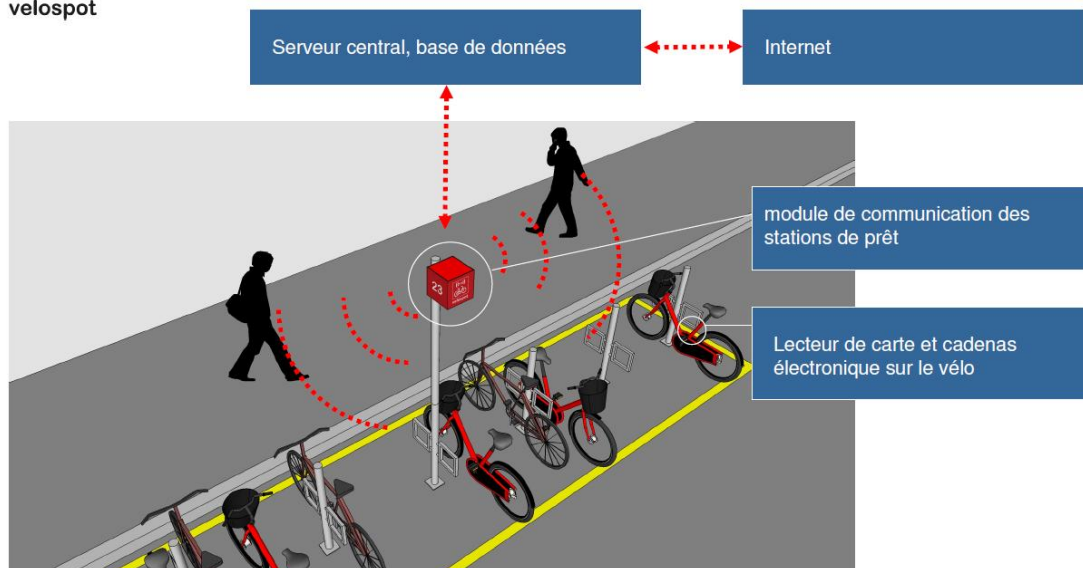 velospot
Serveur central, base de données
Internet
module de communication des
stations de prêt
23
Lecteur de carte et cadenas
électronique sur le vélo